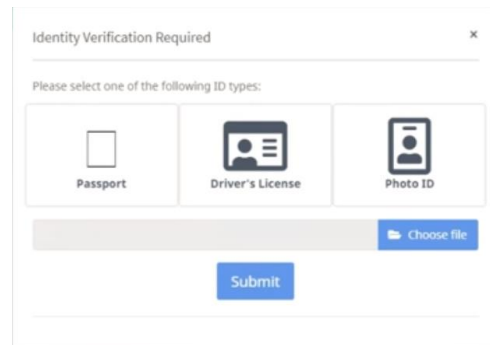 Identity Verification Required
×
Please select one of the following ID types:
Passport
Driver's License
Photo ID
Choose file
Submit